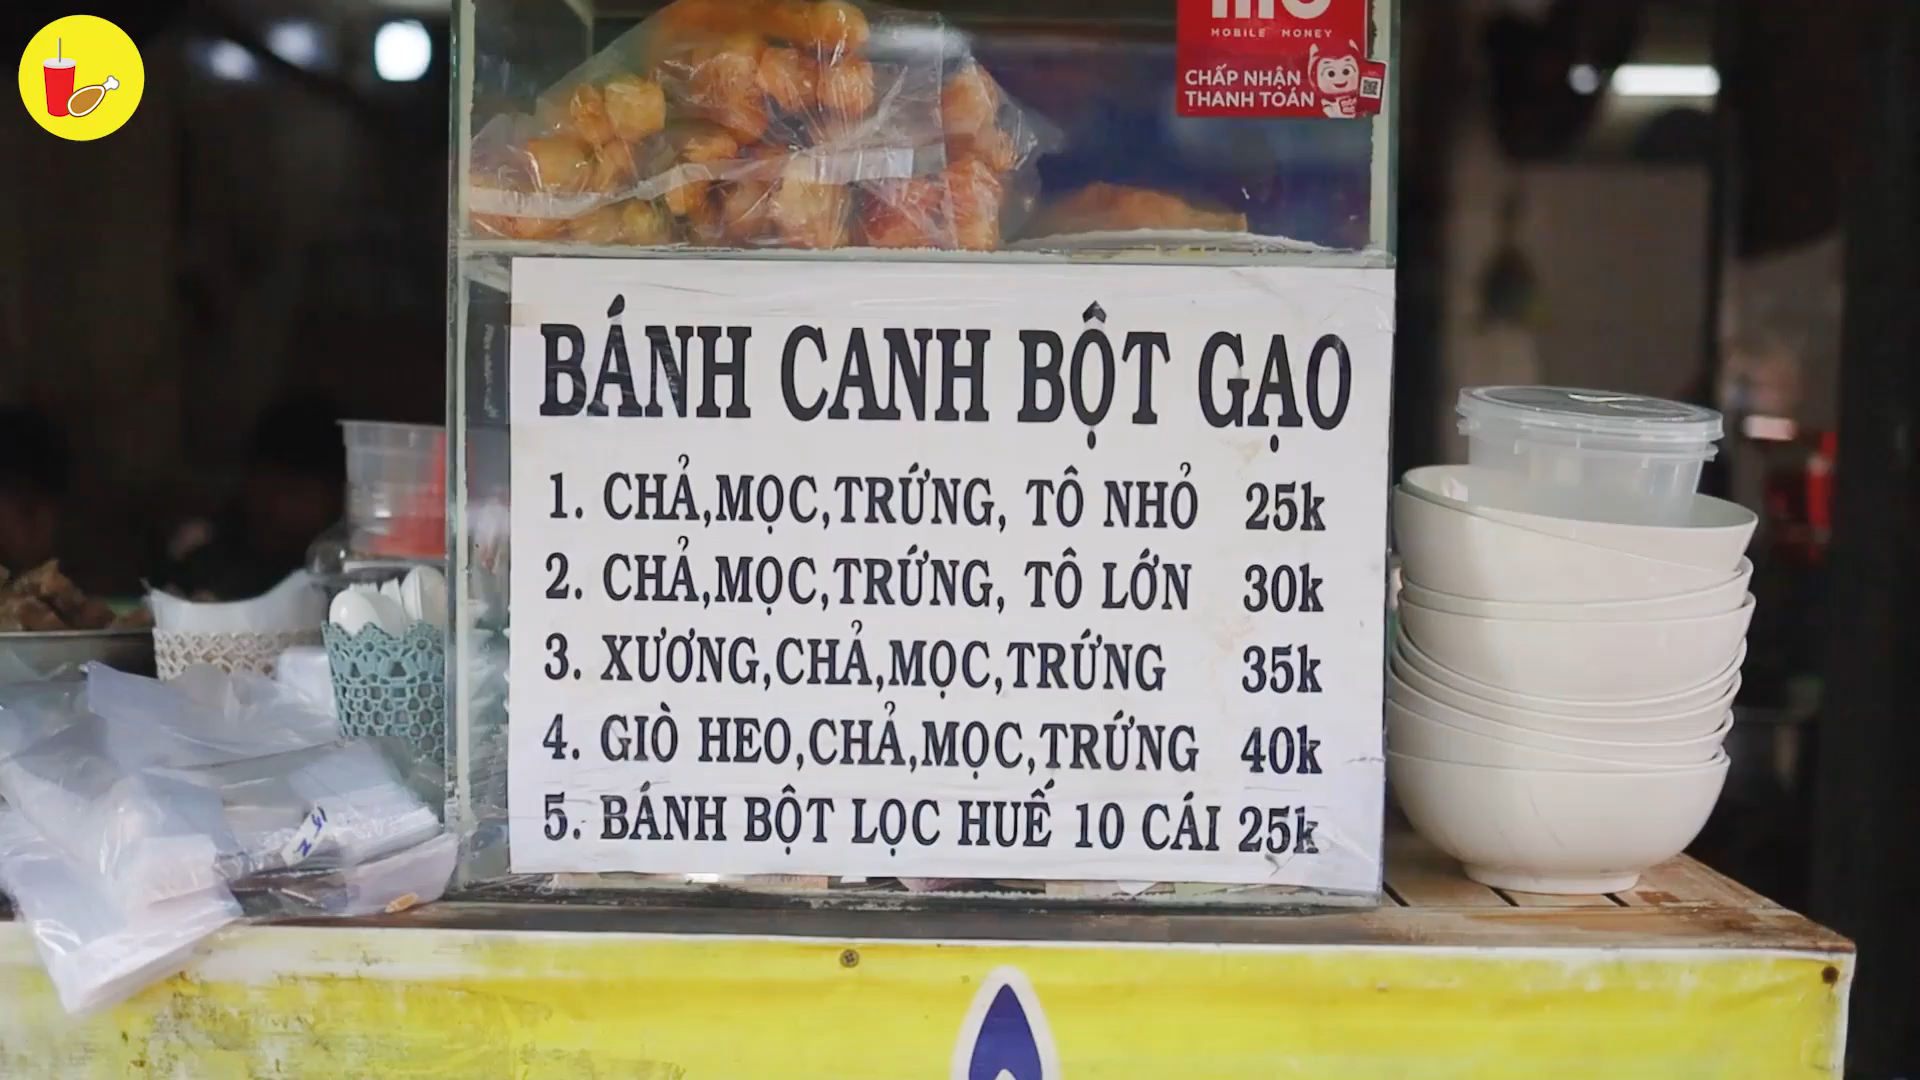 MOBILE MONEY
CHẤP NHẬN
THANH TOÁN
BÁNH CANH BỘT GẠO
1. CHẢ,MỌC,TRỨNG, TÔ NHỎ 25k
2. CHẢ,MỌC,TRỨNG, TÔ LỚN 30k
3. XƯƠNG,CHẢ,MỌC,TRỨNG 35k
4. GIÒ HEO,CHẢ,MỌC,TRỨNG 40k
5. BÁNH BỘT LỌC HUẾ 10 CÁI 25k